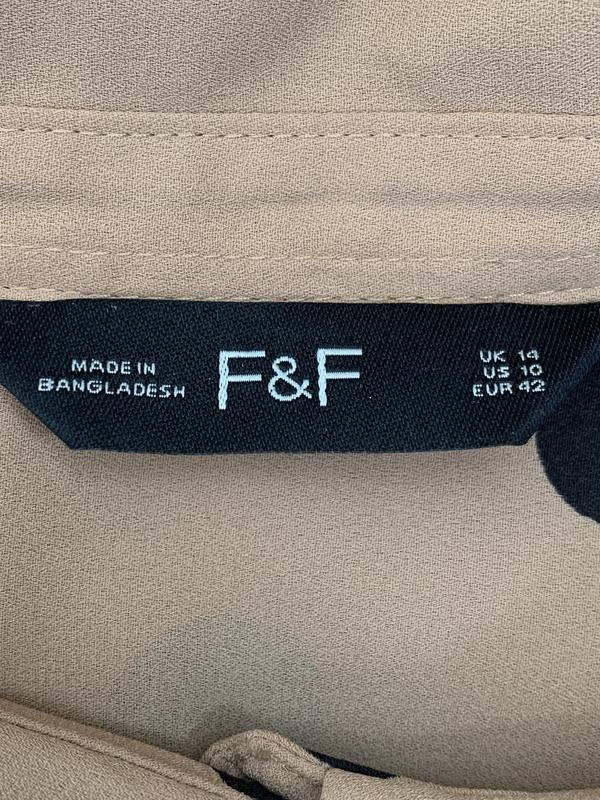 MADE IN
BANGLADESH
F&F
UK 14
US 10
EUR 42